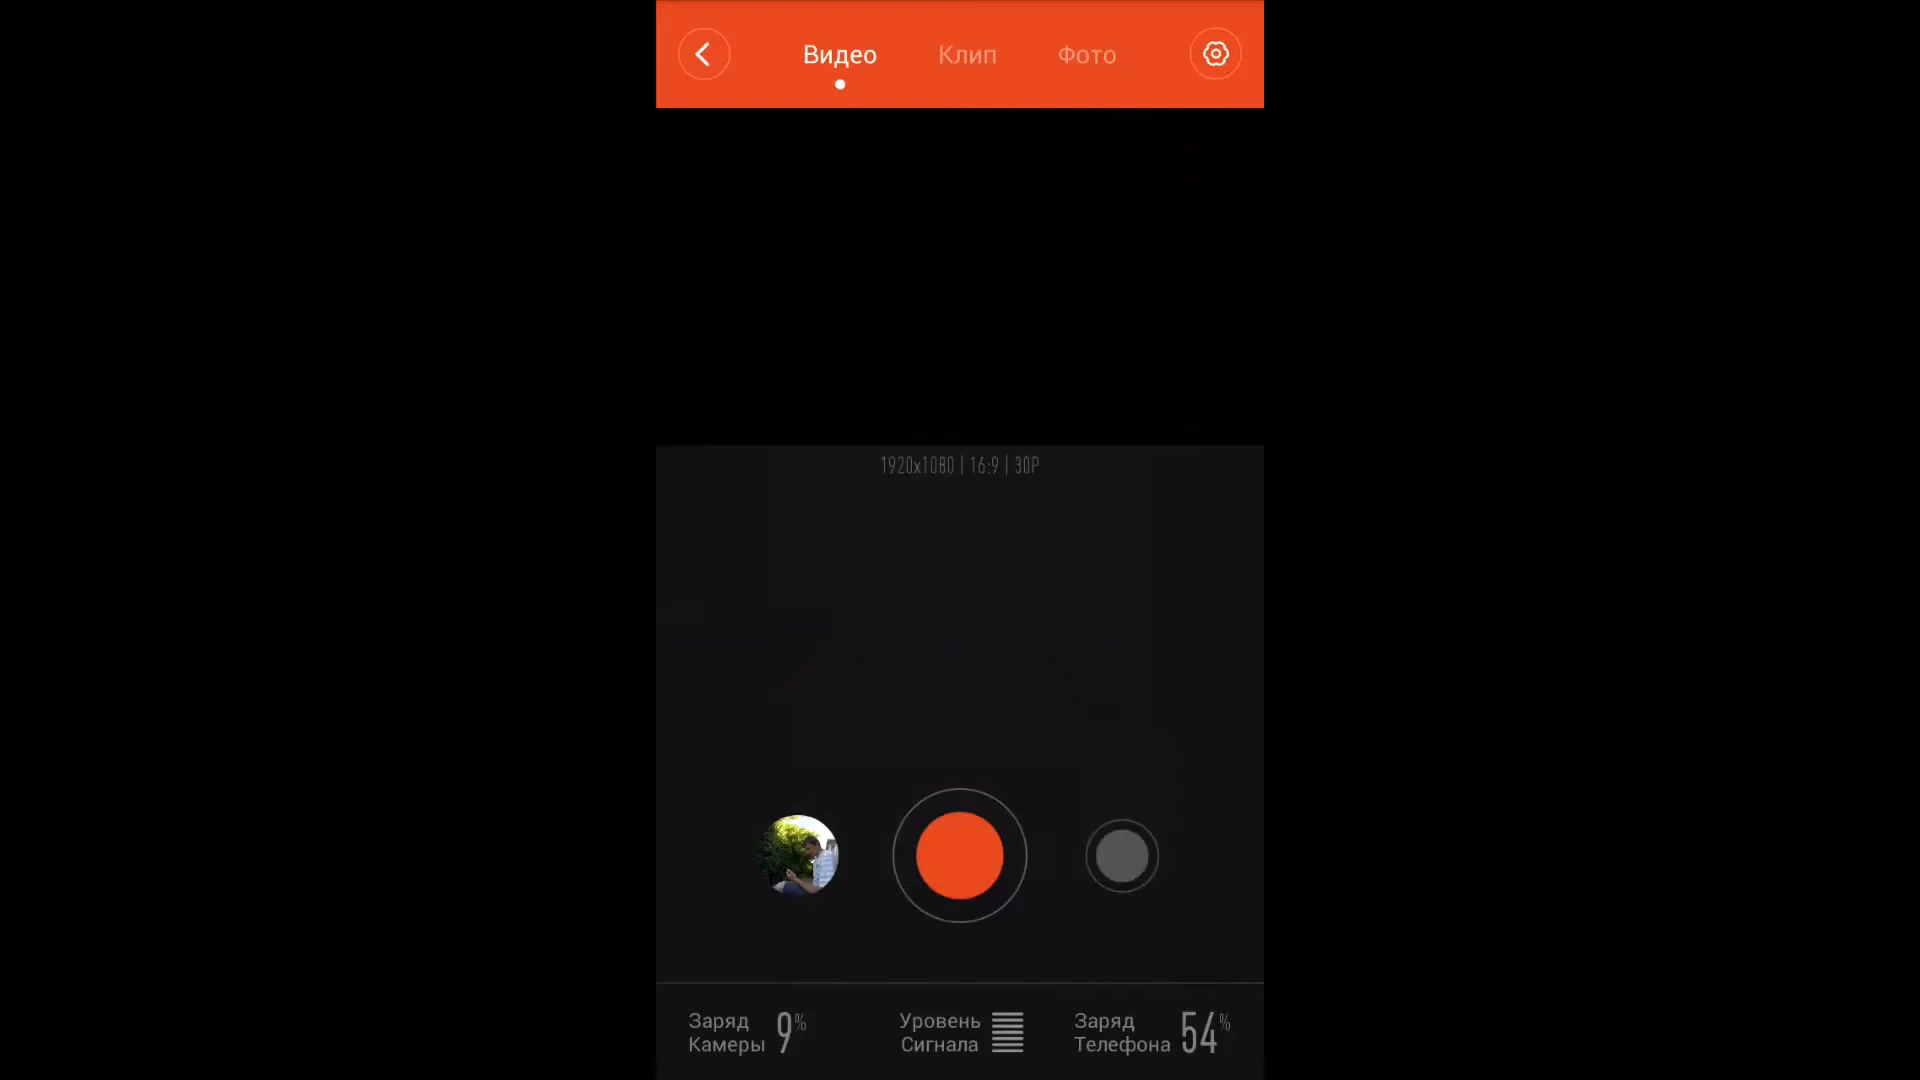 Видео Клип Фото
1920x1080 | 16:9 | 30P
Заряд Камеры 9%
Уровень Сигнала
Заряд Телефона 54%